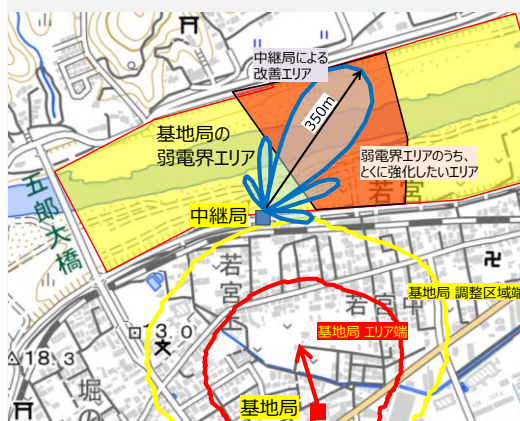 中継局による
改善エリア
350m
基地局の
弱電界エリア
弱電界エリアのうち、
とくに強化したいエリア
若宮
五郎大橋
中継局
若宮
若宮中
基地局 調整区域端
13.0
基地局 エリア端
18.3
堀の
基地局